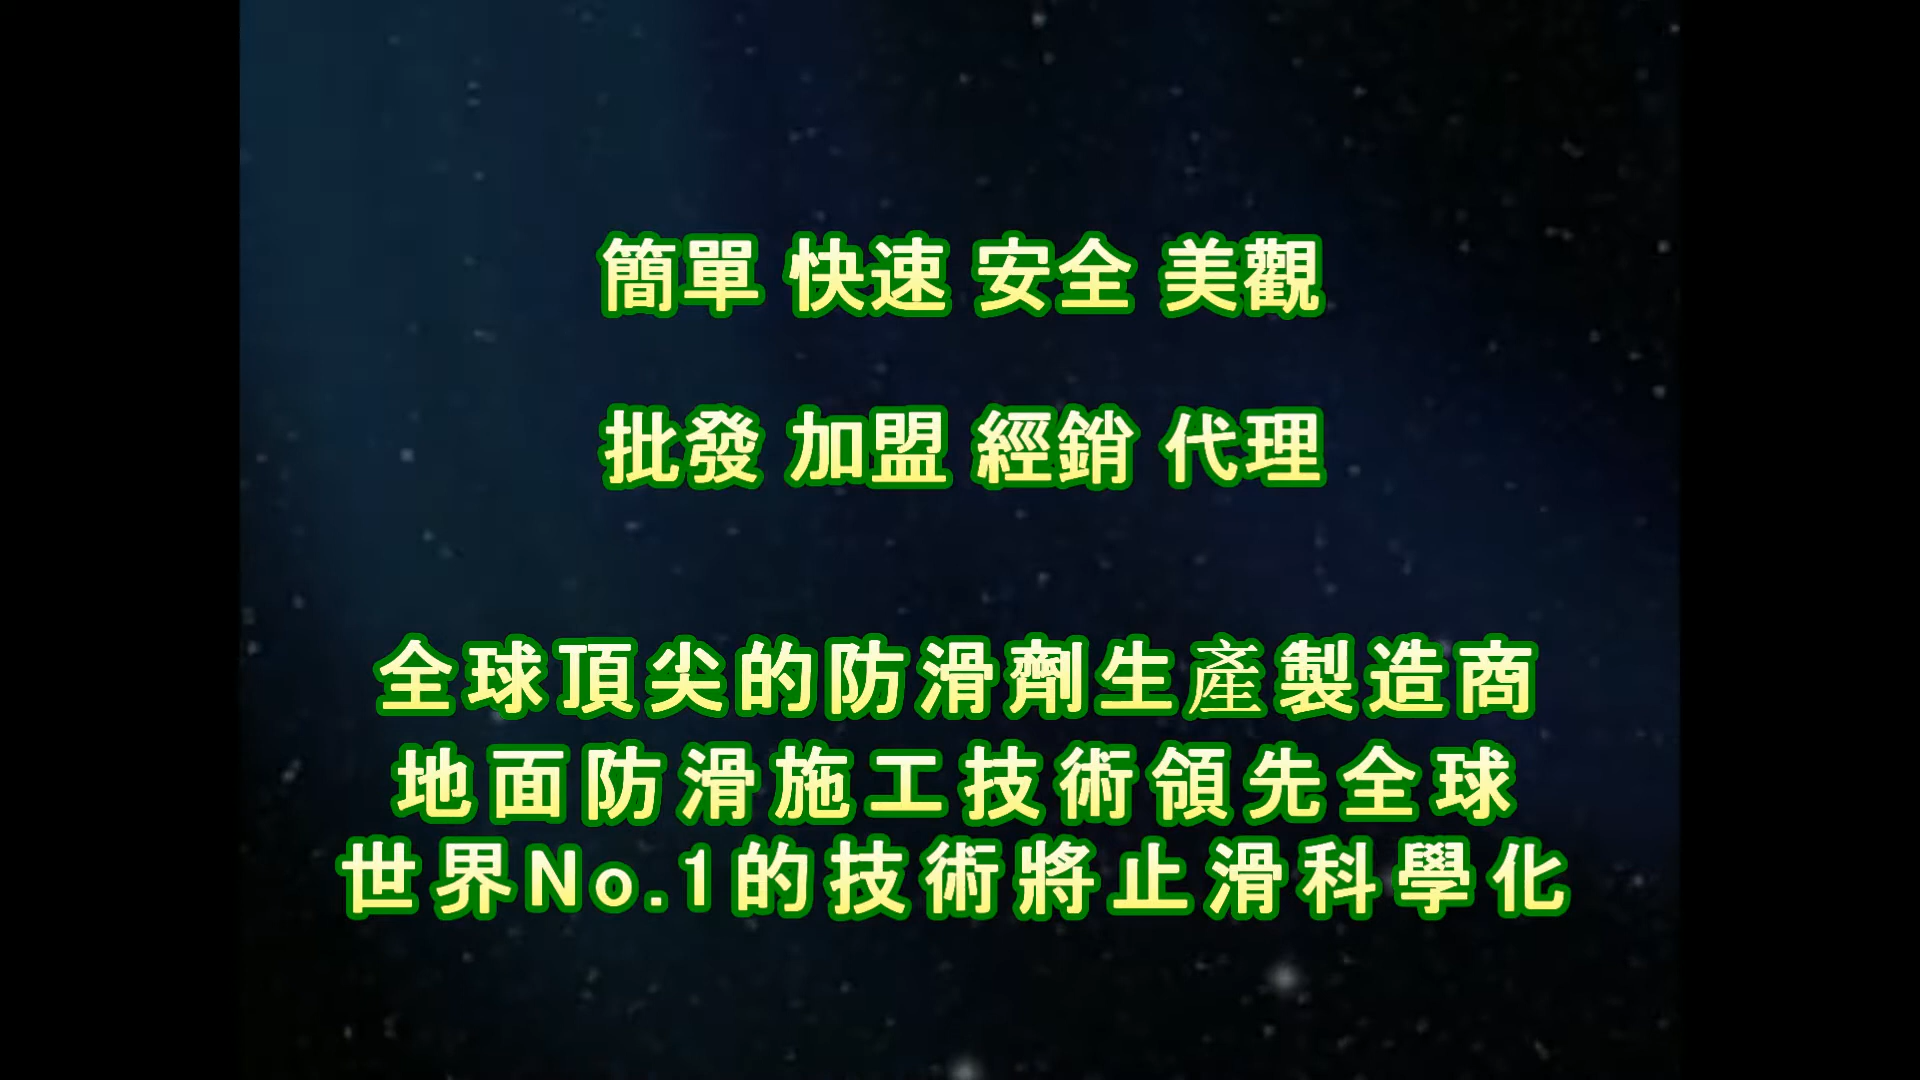 簡單 快速 安全 美觀
批發 加盟 經銷 代理
全球頂尖的防滑劑生產製造商
地面防滑施工技術領先全球
世界No.1的技術將止滑科學化